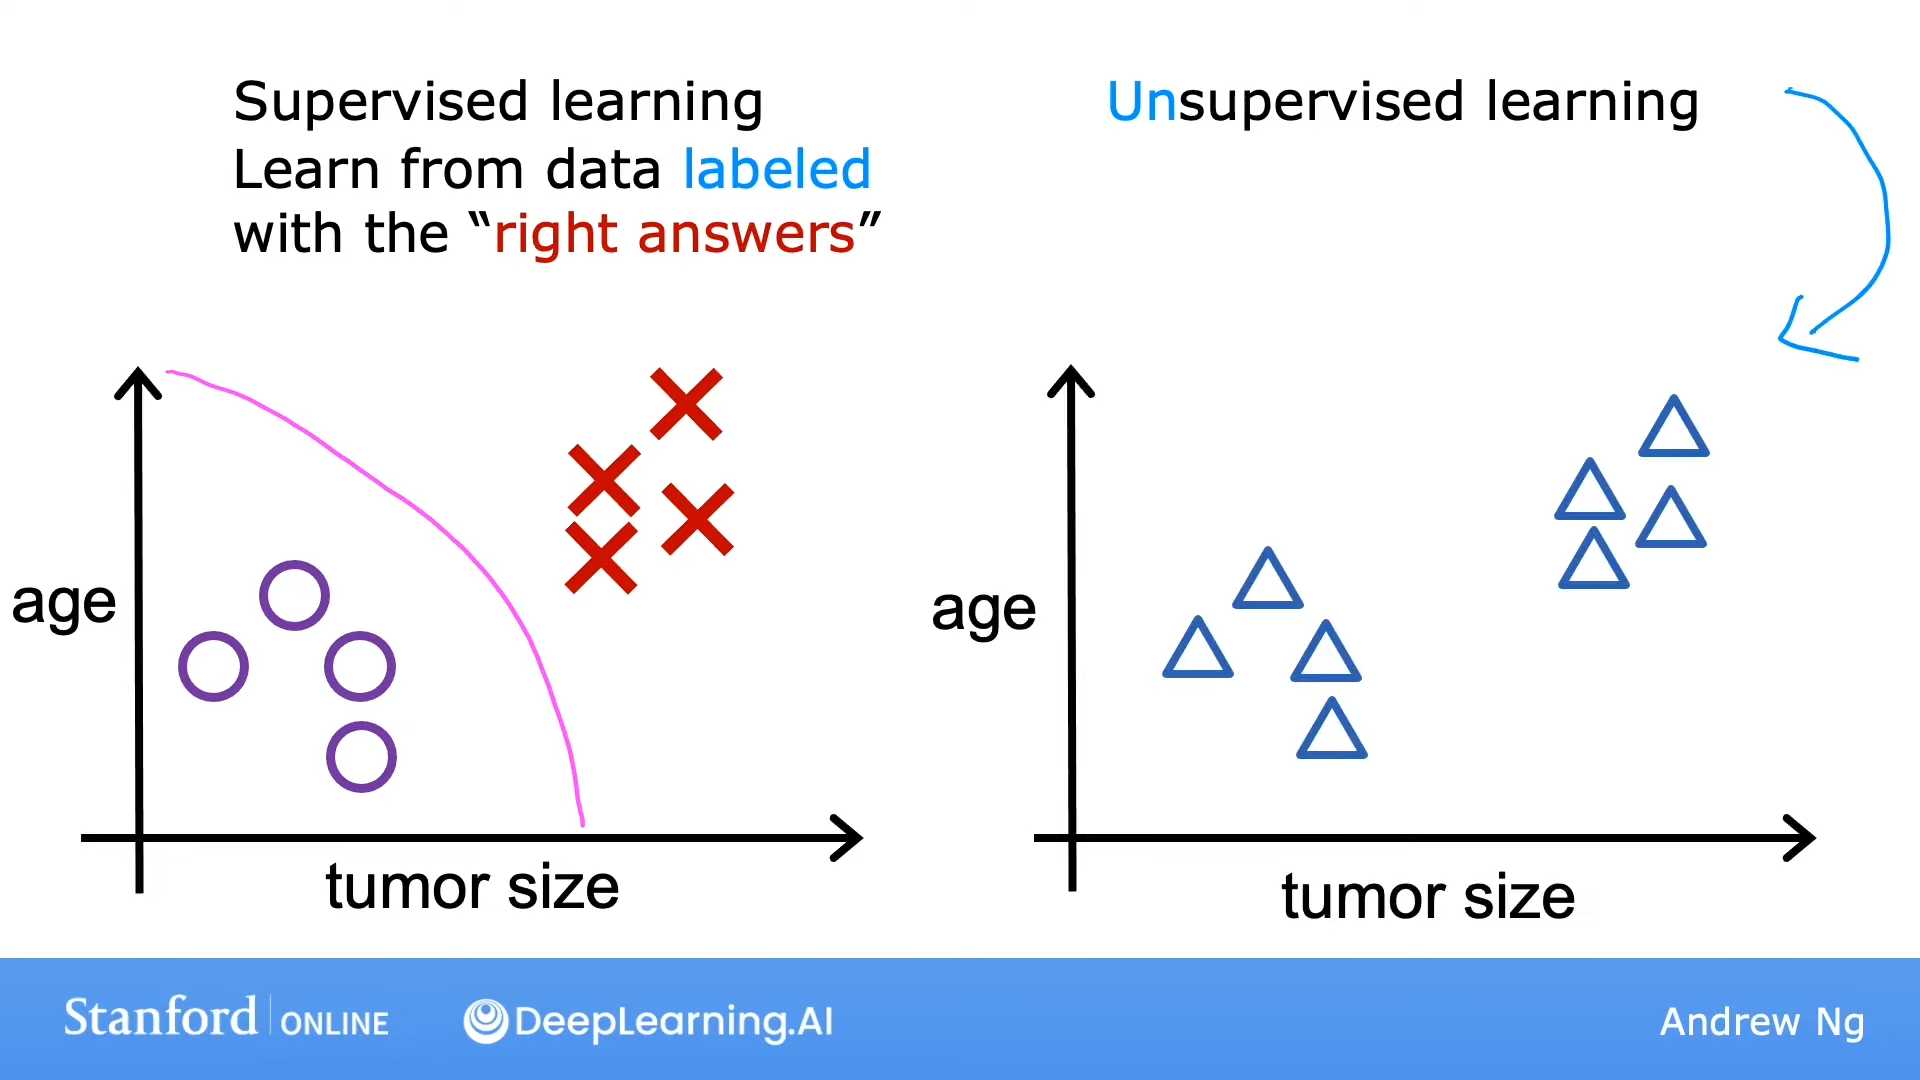 Supervised learning
Learn from data labeled
with the “right answers”
Unsupervised learning
age
tumor size
age
tumor size
Stanford ONLINE
DeepLearning.AI
Andrew Ng